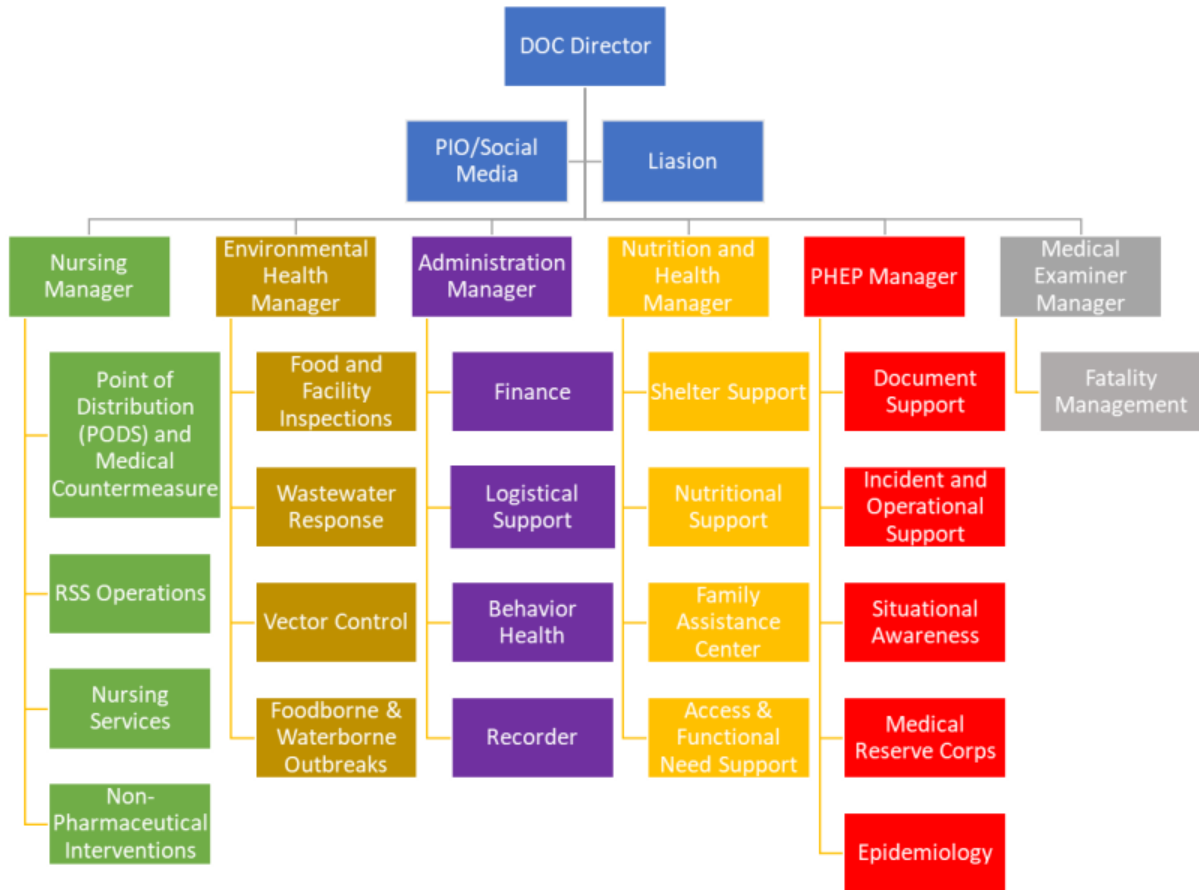 DOC Director
PIO/Social
Media
Liasion
Nursing
Manager
Environmental
Health
Manager
Administration
Manager
Nutrition and
Health
Manager
PHEP Manager
Medical
Examiner
Manager
Point of
Distribution
(PODS) and
Medical
Countermeasure
RSS Operations
Nursing
Services
Non-
Pharmaceutical
Interventions
Food and
Facility
Inspections
Wastewater
Response
Vector Control
Foodborne &
Waterborne
Outbreaks
Finance
Logistical
Support
Behavior
Health
Recorder
Shelter Support
Nutritional
Support
Family
Assistance
Center
Access &
Functional
Need Support
Document
Support
Incident and
Operational
Support
Situational
Awareness
Medical
Reserve Corps
Epidemiology
Fatality
Management